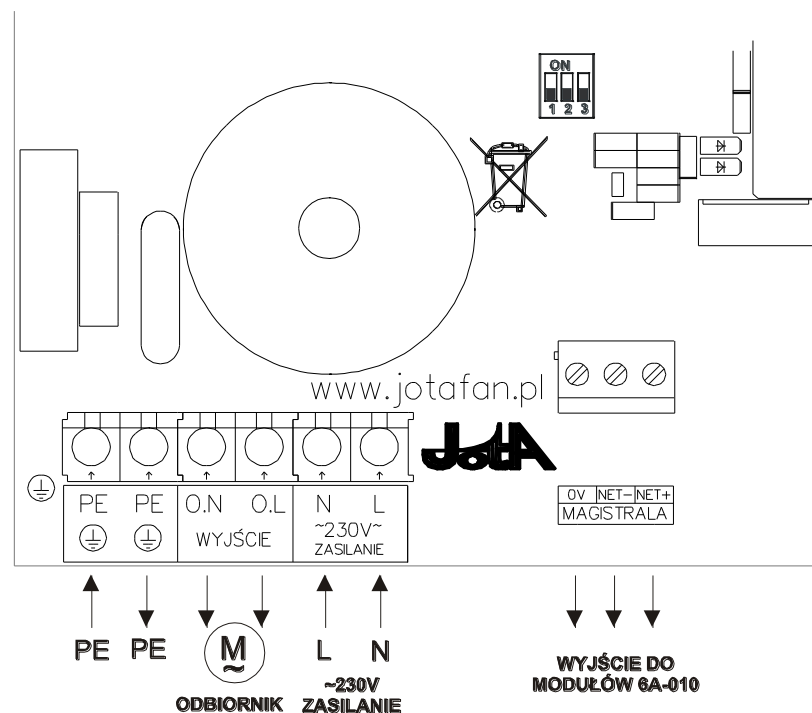 ON
1 2 3
www.jotafan.pl
JotA
PE PE O.N O.L N L
WYJŚCIE
~230V~
ZASILANIE
0V NET- NET+
MAGISTRALA
PE PE M L N
~
ODBIORNIK
~230V
ZASILANIE
WYJŚCIE DO
MODUŁÓW 6A-010